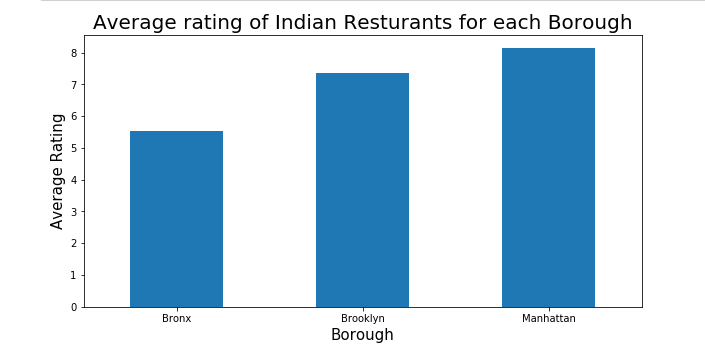 Average rating of Indian Resturants for each Borough
8
7
6
5
4
3
2
1
0
Average Rating
Bronx
Brooklyn
Manhattan
Borough